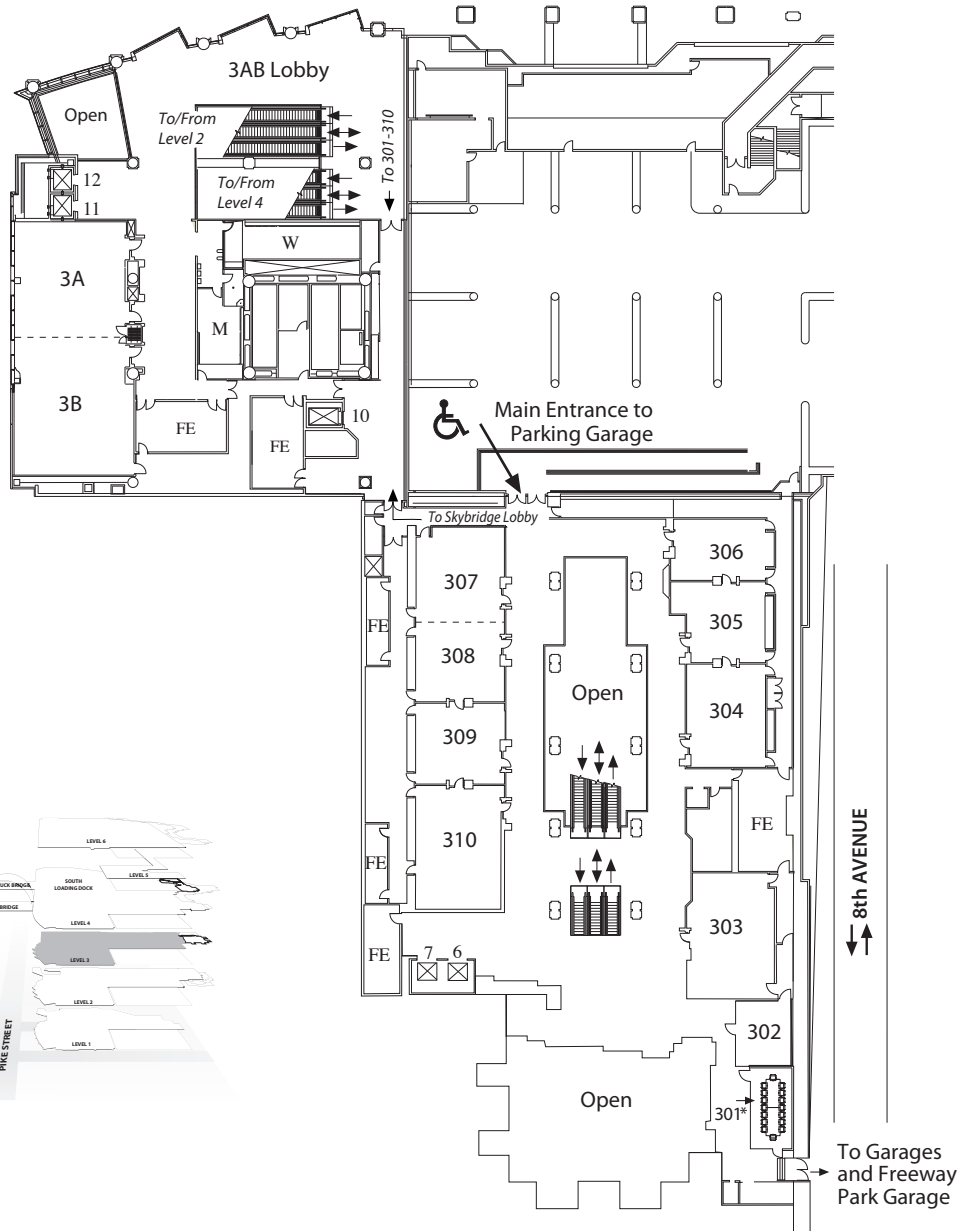 3AB Lobby
Open
To/From
Level 2
To 301-310
12
11
To/From
Level 4
W
3A
M
3B
FE
FE
10
Main Entrance to
Parking Garage
To Skybridge Lobby
307
306
FE
305
308
Open
304
309
310
FE
FE
8th AVENUE
303
FE
7
6
302
Open
301*
To Garages
and Freeway
Park Garage
LEVEL 6
LEVEL 5
SOUTH
LOADING DOCK
UCK BRIDGE
BRIDGE
LEVEL 4
LEVEL 3
LEVEL 2
LEVEL 1
PIKE STREET